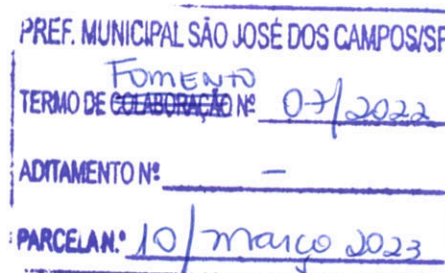 PREF. MUNICIPAL SÃO JOSÉ DOS CAMPOS/SP
FOMENTO
TERMO DE COLABORAÇÃO Nº 07/2022
ADITAMENTO Nº -
PARCELA N.º 10/março 2023